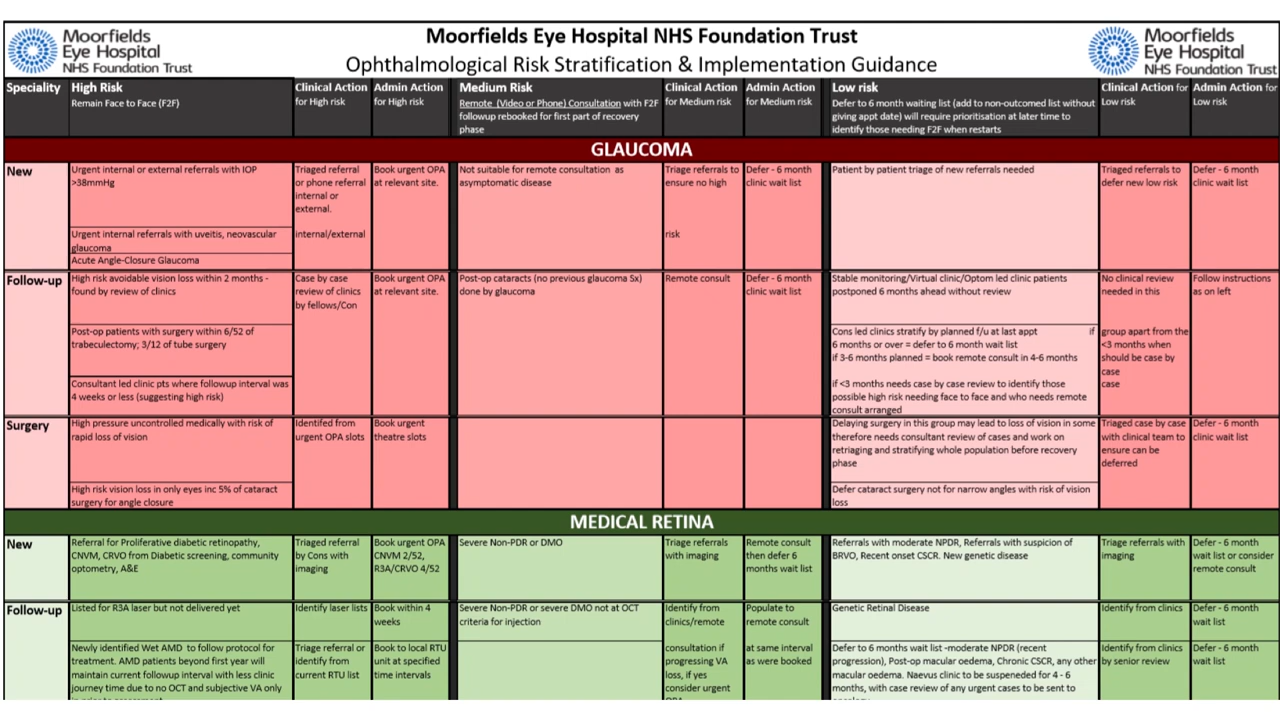 Moorfields
Eye Hospital
NHS Foundation Trust
Moorfields Eye Hospital NHS Foundation Trust
Ophthalmological Risk Stratification & Implementation Guidance
Moorfields
Eye Hospital
NHS Foundation Trust
Speciality
High Risk
Remain Face to Face (F2F)
Clinical Action
for High risk
Admin Action
for High risk
Medium Risk
Remote (Video or Phone) Consultation with F2F
followup rebooked for first part of recovery
phase
Clinical Action
for Medium risk
Admin Action
for Medium risk
Low risk
Defer to 6 month waiting list (add to non-outcomed list without
giving appt date) will require prioritisation at later time to
identify those needing F2F when restarts
Clinical Action for
Low risk
Admin Action for
Low risk
GLAUCOMA
New
Urgent internal or external referrals with IOP
>38mmHg
Urgent internal referrals with uveitis, neovascular
glaucoma
Acute Angle-Closure Glaucoma
Triaged referral
or phone referral
internal or
external.
internal/external
Book urgent OPA
at relevant site.
Not suitable for remote consultation as
asymptomatic disease
Triage referrals to
ensure no high
risk
Defer - 6 month
clinic wait list
Patient by patient triage of new referrals needed
Triaged referrals to
defer new low risk
Defer - 6 month
clinic wait list
Follow-up
High risk avoidable vision loss within 2 months -
found by review of clinics
Post-op patients with surgery within 6/52 of
trabeculectomy; 3/12 of tube surgery
Consultant led clinic pts where followup interval was
4 weeks or less (suggesting high risk)
Case by case
review of clinics
by fellows/Con
Book urgent OPA
at relevant site.
Post-op cataracts (no previous glaucoma Sx)
done by glaucoma
Remote consult
Defer - 6 month
clinic wait list
Stable monitoring/Virtual clinic/Optom led clinic patients
postponed 6 months ahead without review
Cons led clinics stratify by planned f/u at last appt if
6 months or over = defer to 6 month wait list
if 3-6 months planned = book remote consult in 4-6 months
if <3 months needs case by case review to identify those
possible high risk needing face to face and who needs remote
consult arranged
No clinical review
needed in this
group apart from the
<3 months when
should be case by
case
case
Follow instructions
as on left
Surgery
High pressure uncontrolled medically with risk of
rapid loss of vision
High risk vision loss in only eyes inc 5% of cataract
surgery for angle closure
Identifed from
urgent OPA slots
Book urgent
theatre slots
Delaying surgery in this group may lead to loss of vision in some
therefore needs consultant review of cases and work on
retriaging and stratifying whole population before recovery
phase
Defer cataract surgery not for narrow angles with risk of vision
loss
Triaged case by case
with clinical team to
ensure can be
deferred
Defer - 6 month
clinic wait list
MEDICAL RETINA
New
Referral for Proliferative diabetic retinopathy,
CNVM, CRVO from Diabetic screening, community
optometry, A&E
Triaged referral
by Cons with
imaging
Book urgent OPA
CNVM 2/52,
R3A/CRVO 4/52
Severe Non-PDR or DMO
Triage referrals
with imaging
Remote consult
then defer 6
months wait list
Referrals with moderate NPDR, Referrals with suspicion of
BRVO, Recent onset CSCR. New genetic disease
Triage referrals with
imaging
Defer - 6 month
wait list or consider
remote consult
Follow-up
Listed for R3A laser but not delivered yet
Identify laser lists
Book within 4
weeks
Severe Non-PDR or severe DMO not at OCT
criteria for injection
Identify from
clinics/remote
consultation if
progressing VA
loss, if yes
consider urgent
Populate to
remote consult
at same interval
as were booked
Genetic Retinal Disease
Identify from clinics
Defer - 6 month
wait list
Newly identified Wet AMD to follow protocol for
treatment. AMD patients beyond first year will
maintain current followup interval with less clinic
journey time due to no OCT and subjective VA only
Triage referral or
identify from
current RTU list
Book to local RTU
unit at specified
time intervals
Defer to 6 months wait list -moderate NPDR (recent
progression), Post-op macular oedema, Chronic CSCR, any other
macular oedema. Naevus clinic to be suspeneded for 4 - 6
months, with case review of any urgent cases to be sent to
Identify from clinics
by senior review
Defer - 6 month
wait list